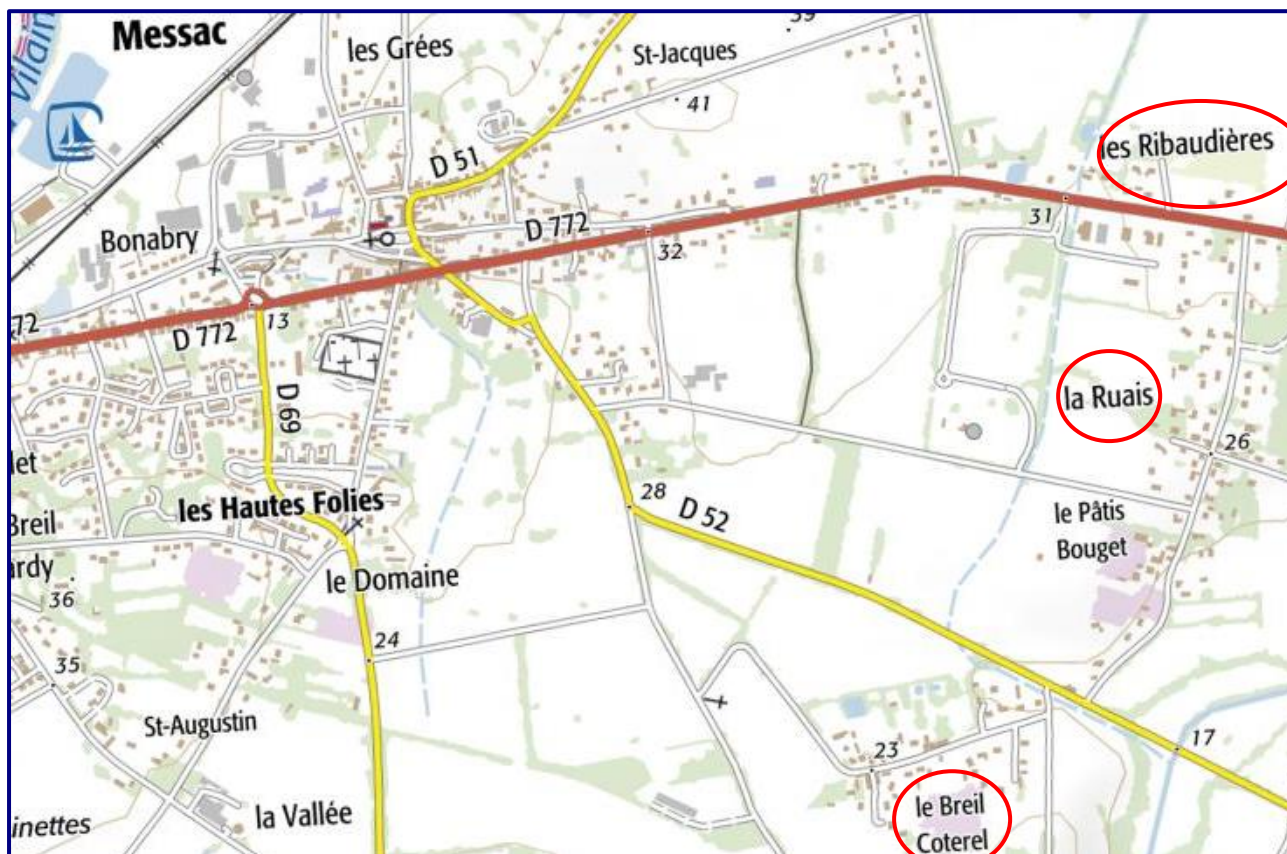 Messac
les Grées
St-Jacques
39
Vilain
41
les Ribaudières
D 51
31
Bonabry
D 772
32
72
D 772
13
D 69
la Ruais
26
let
les Hautes Folies
28
D 52
le Pâtis
Bouget
Breil
ardy
le Domaine
36
24
35
St-Augustin
23
17
la Vallée
le Breil
Coterel
inettes